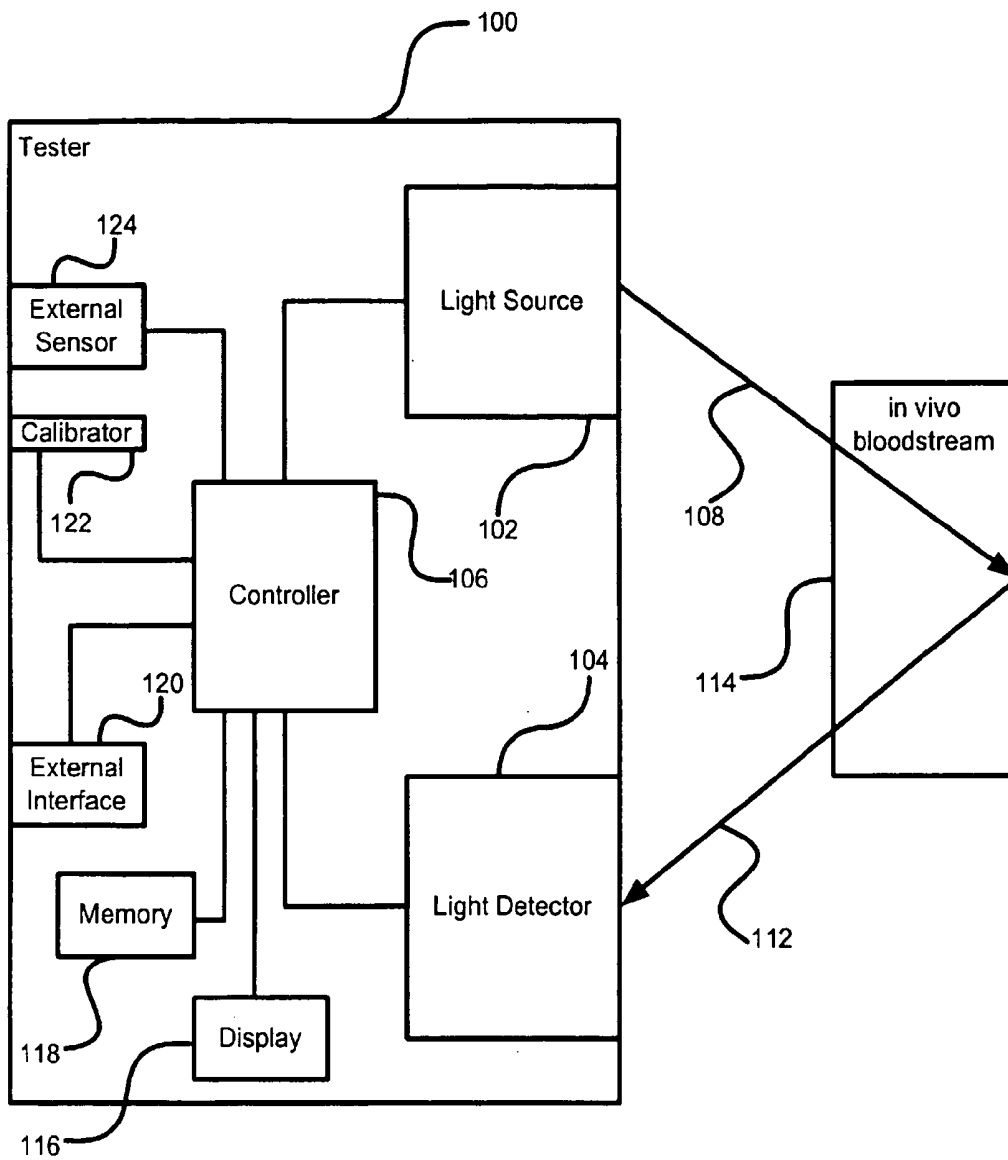 100
Tester
124
External
Sensor
Light Source
Calibrator
in vivo
bloodstream
122
102
108
106
Controller
104
114
120
External
Interface
Memory
Light Detector
112
118
Display
116